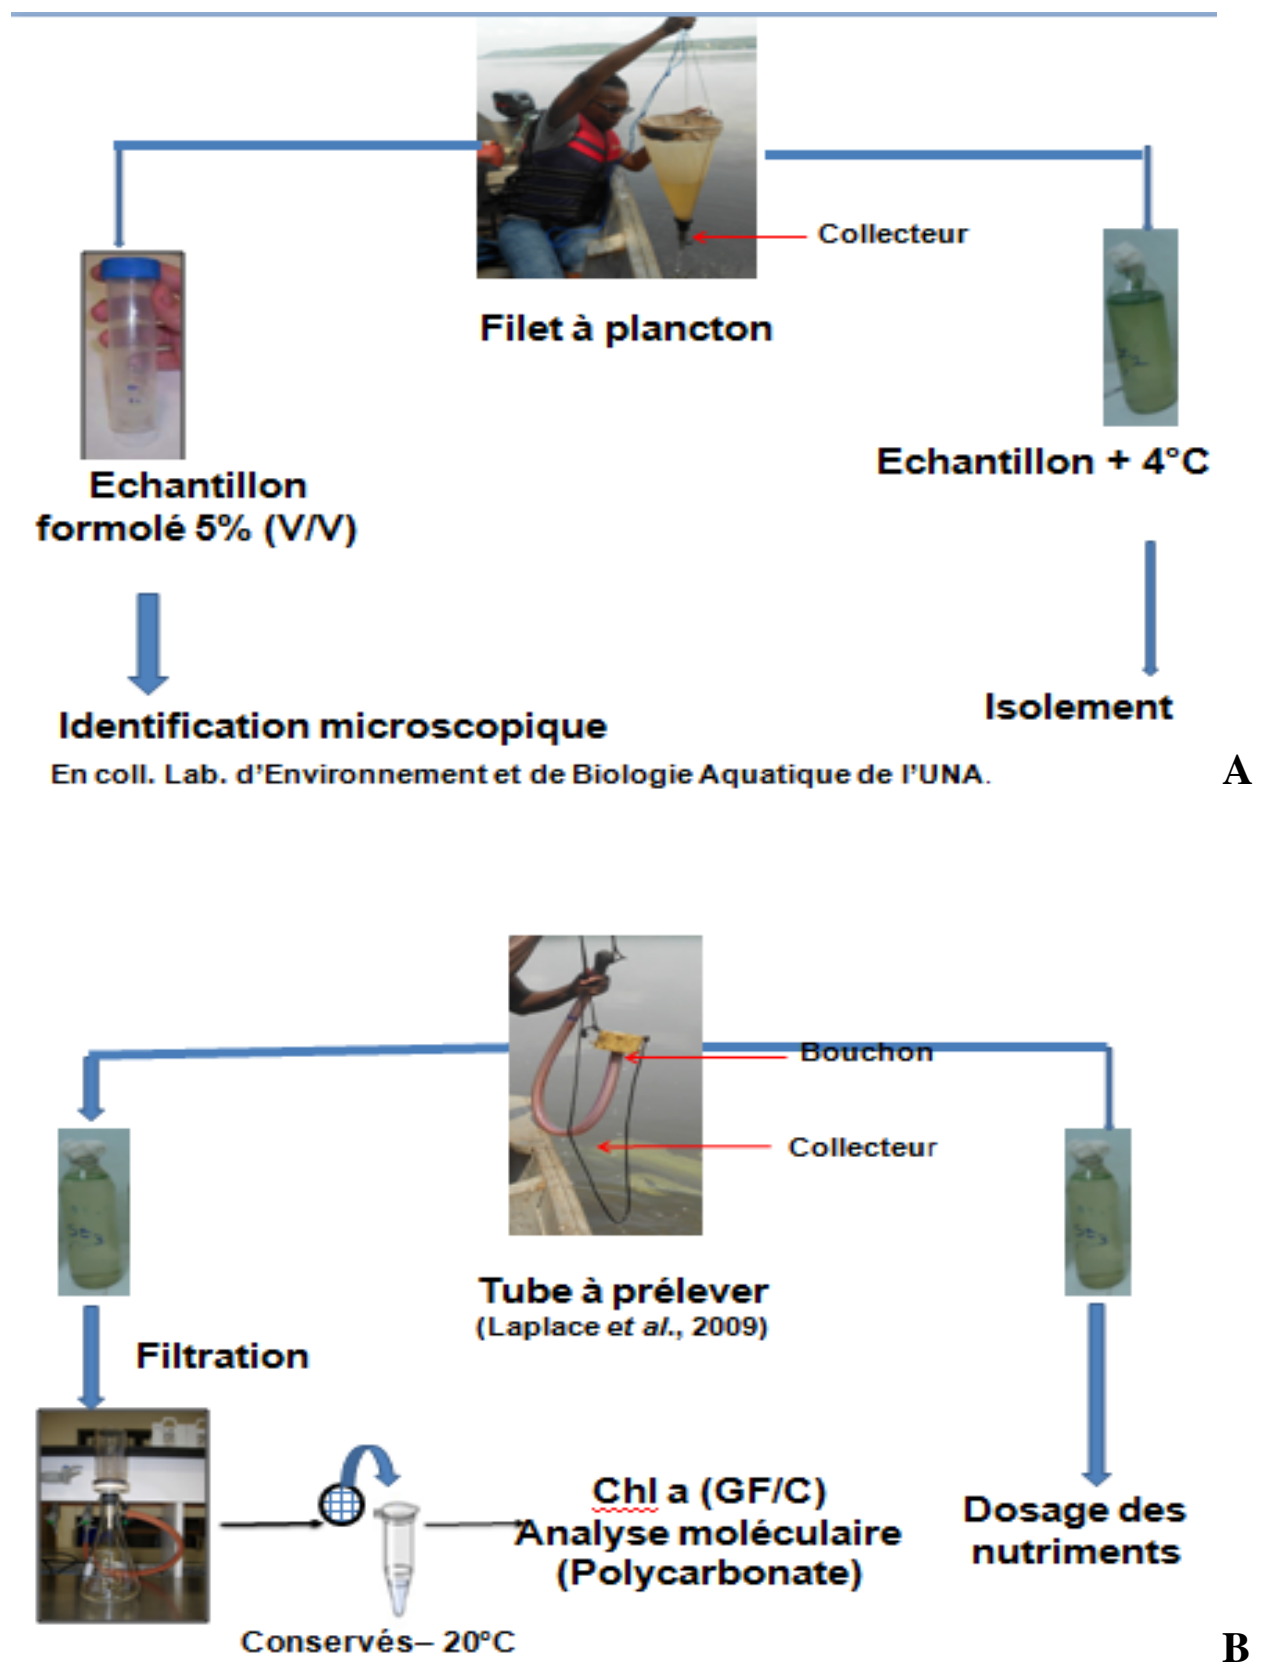 Collecteur
Filet à plancton
Echantillon + 4°C
Echantillon
formolé 5% (V/V)
Isolement
Identification microscopique
En coll. Lab. d’Environnement et de Biologie Aquatique de l’UNA.
A
Bouchon
Collecteur
St3
St3
Tube à prélever
(Laplace et al., 2009)
Filtration
Chl a (GF/C)
Analyse moléculaire
(Polycarbonate)
Dosage des
nutriments
Conservés– 20°C
B